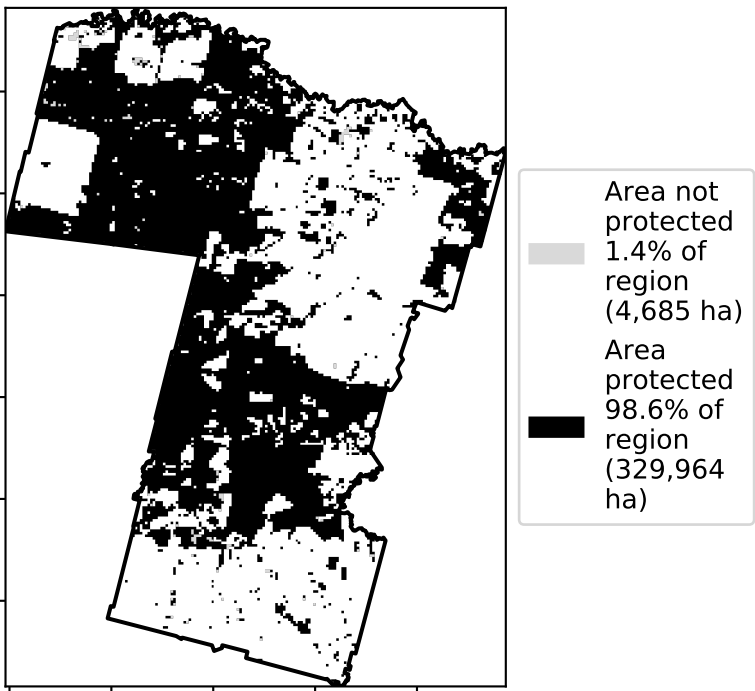 Area not
protected
1.4% of
region
(4,685 ha)
Area
protected
98.6% of
region
(329,964
ha)